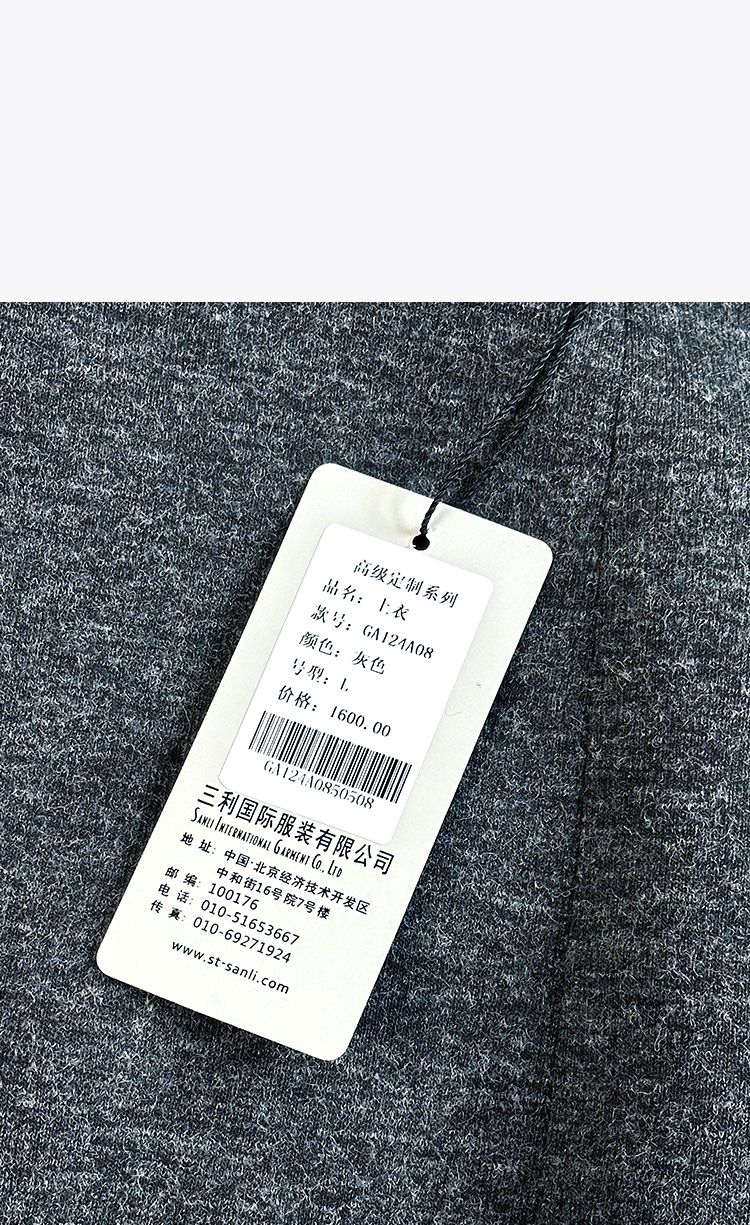 高级定制系列
品名：上衣
款号：GA124A08
颜色：灰色
号型：L
价格：1600.00
GA124A0850508
三利国际服装有限公司
SANLI INTERNATIONAL GARMENT CO., LTD
地 址：中国·北京经济技术开发区
中和街16号院7号楼
邮 编：100176
电 话：010-51653667
传 真：010-69271924
www.st-sanli.com